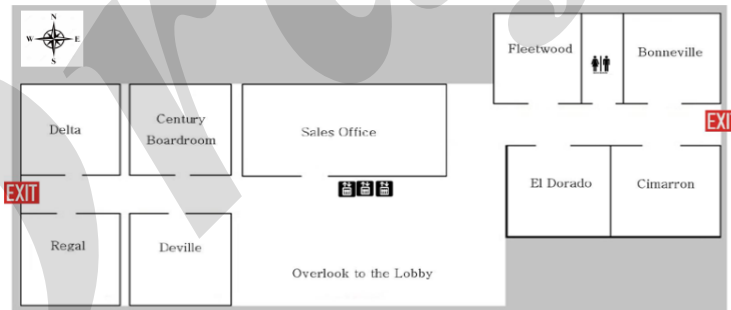 N
W E
S
Fleetwood
Bonneville
Delta
Century
Boardroom
Sales Office
EXIT
EXIT
El Dorado
Cimarron
Regal
Deville
Overlook to the Lobby